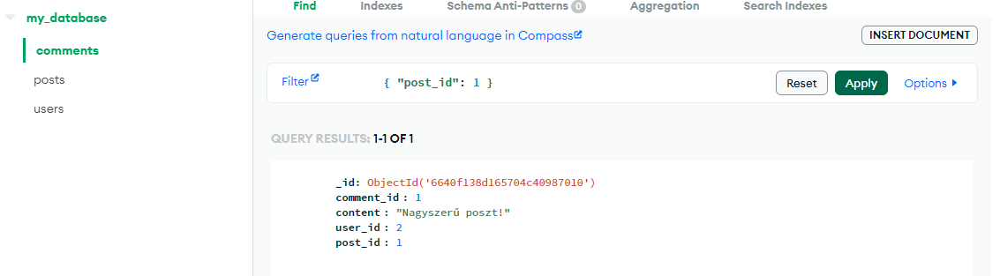 my_database
comments
posts
users
Find Indexes Schema Anti-Patterns 0 Aggregation Search Indexes
Generate queries from natural language in Compass
INSERT DOCUMENT
Filter { "post_id": 1 } Reset Apply Options
QUERY RESULTS: 1-1 OF 1
_id: ObjectId('6640f138d165704c40987010')
comment_id : 1
content : "Nagyszerű poszt!"
user_id : 2
post_id : 1